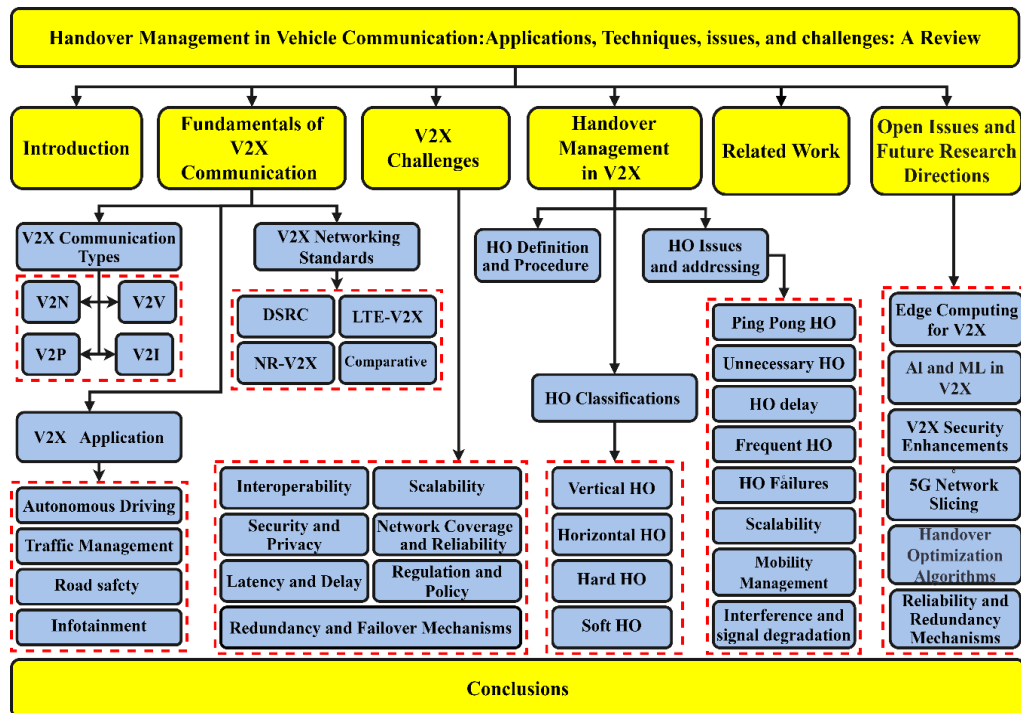 Handover Management in Vehicle Communication:Applications, Techniques, issues, and challenges: A Review
Introduction
Fundamentals of
V2X
Communication
V2X
Challenges
Handover
Management
in V2X
Related Work
Open Issues and
Future Research
Directions
V2X Communication
Types
V2N
V2V
V2P
V2I
V2X Networking
Standards
DSRC
LTE-V2X
NR-V2X
Comparative
V2X Application
Autonomous Driving
Traffic Management
Road safety
Infotainment
Interoperability
Scalability
Security and
Privacy
Network Coverage
and Reliability
Latency and Delay
Regulation and
Policy
Redundancy and Failover Mechanisms
HO Definition
and Procedure
HO Issues
and addressing
HO Classifications
Vertical HO
Horizontal HO
Hard HO
Soft HO
Ping Pong HO
Unnecessary HO
HO delay
Frequent HO
HO Failures
Scalability
Mobility
Management
Interference and
signal degradation
Edge Computing
for V2X
AI and ML in
V2X
V2X Security
Enhancements
5G Network
Slicing
Handover
Optimization
Algorithms
Reliability and
Redundancy
Mechanisms
Conclusions